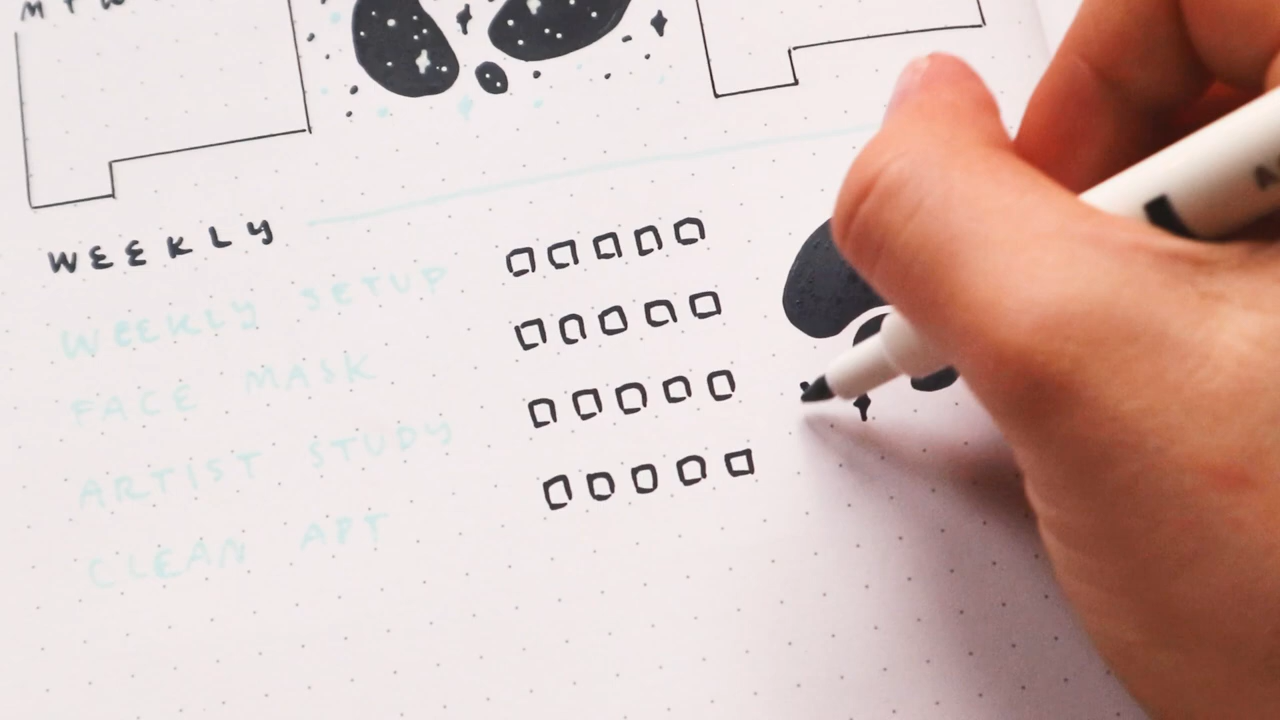 M T W
WEEKLY
WEEKLY SETUP
FACE MASK
ARTIST STUDY
CLEAN APT